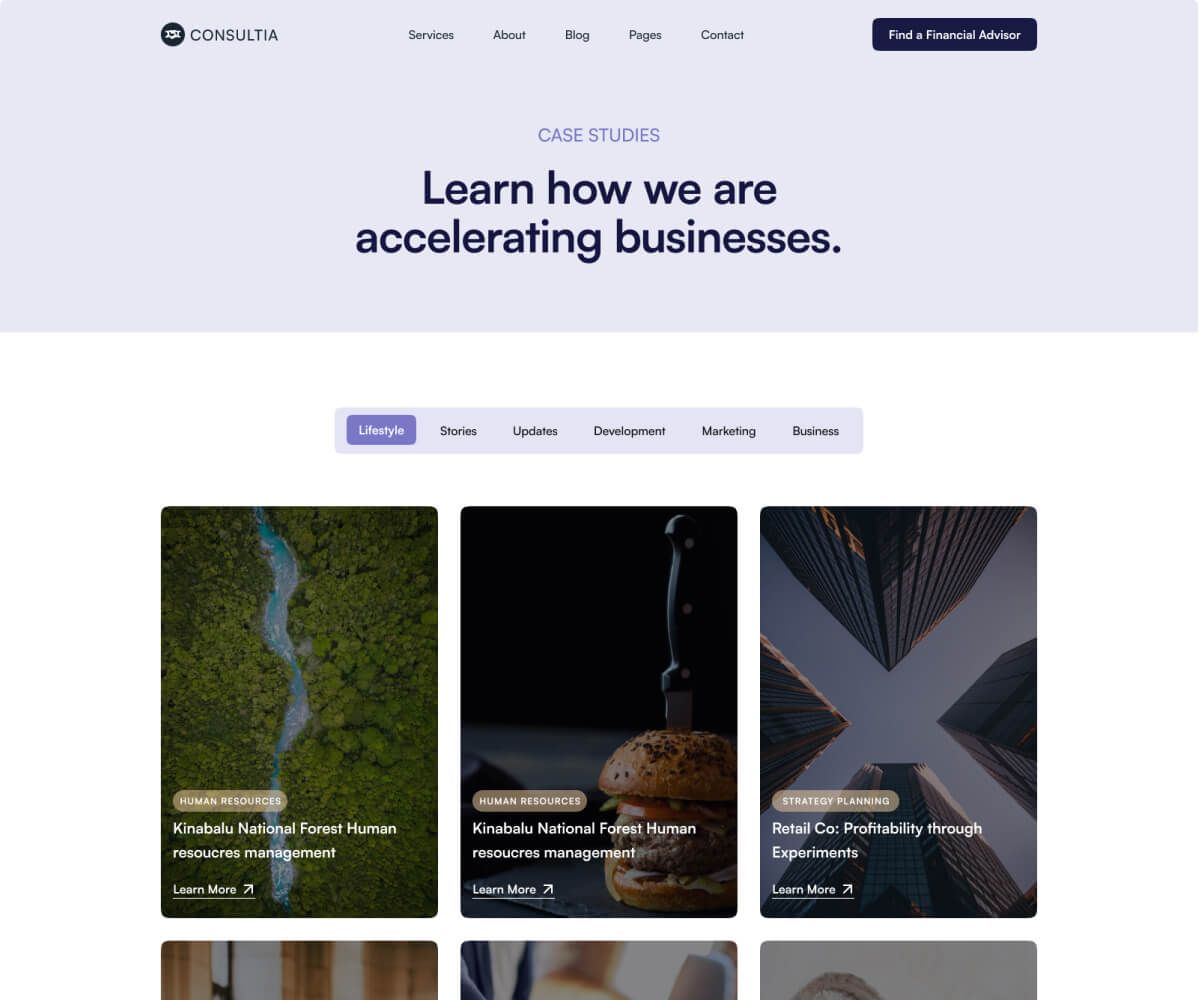 CONSULTIA
Services
About
Blog
Pages
Contact
Find a Financial Advisor
CASE STUDIES
Learn how we are
accelerating businesses.
Lifestyle
Stories
Updates
Development
Marketing
Business
HUMAN RESOURCES
Kinabalu National Forest Human
resoucres management
Learn More
HUMAN RESOURCES
Kinabalu National Forest Human
resoucres management
Learn More
STRATEGY PLANNING
Retail Co: Profitability through
Experiments
Learn More